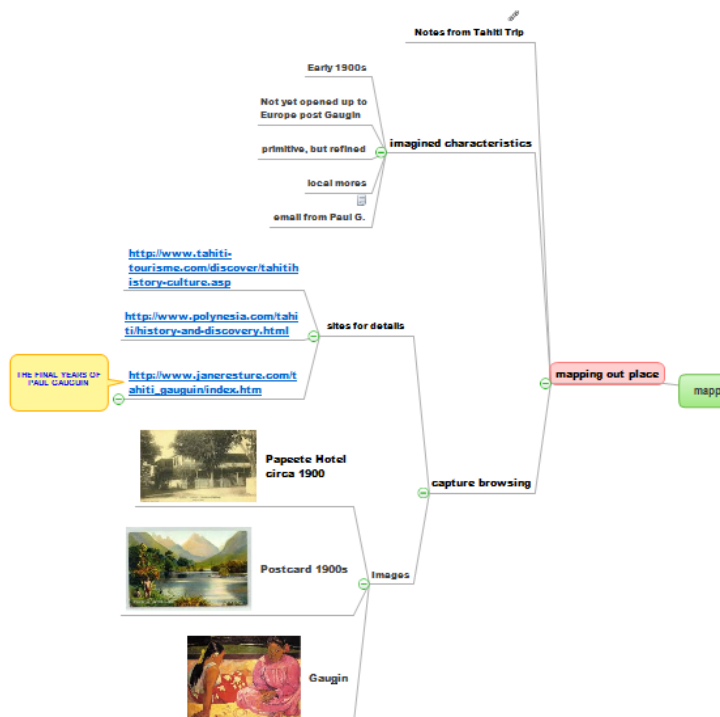 Notes from Tahiti Trip
Early 1900s
Not yet opened up to
Europe post Gaugin
primitive, but refined
local mores
email from Paul G.
imagined characteristics
http://www.tahiti-
tourisme.com/discover/tahitih
istory-culture.asp
http://www.polynesia.com/tahi
ti/history-and-discovery.html
http://www.janeresture.com/t
ahiti_gauguin/index.htm
sites for details
THE FINAL YEARS OF
PAUL GAUGUIN
mapping out place
mapp
capture browsing
Papeete Hotel
circa 1900
Postcard 1900s
Images
Gaugin